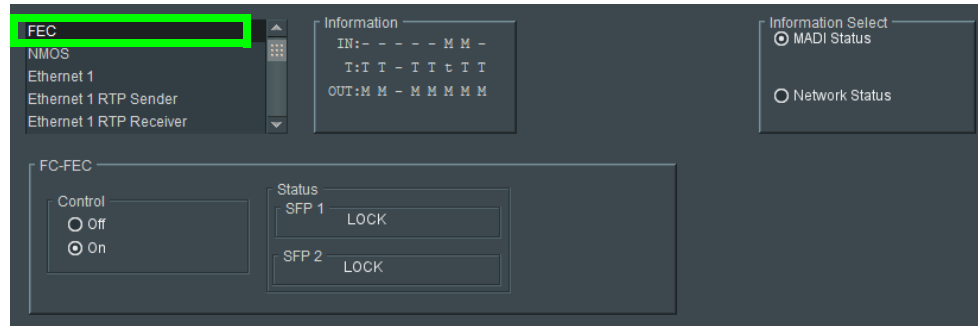 FEC
NMOS
Ethernet 1
Ethernet 1 RTP Sender
Ethernet 1 RTP Receiver
Information
IN:- - - - - M M -
T:T T - T T t T T
OUT:M M - M M M M M
Information Select
MADI Status
Network Status
FC-FEC
Control
Off
On
Status
SFP 1
LOCK
SFP 2
LOCK